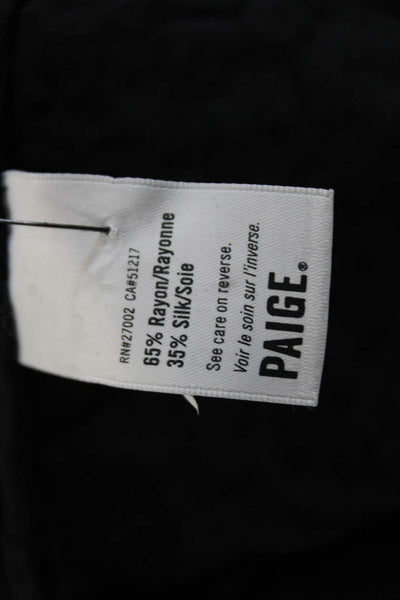 RN#27002 CA#51217
65% Rayon/Rayonne
35% Silk/Soie
See care on reverse.
Voir le soin sur l'inverse.
PAIGE®